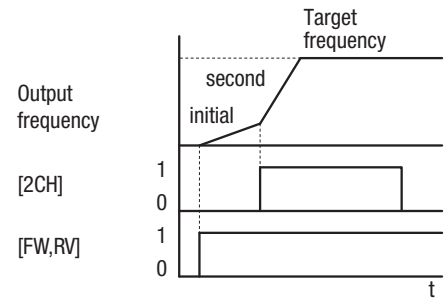 Target
frequency
second
Output
frequency
initial
[2CH]
1
0
[FW,RV]
1
0
t